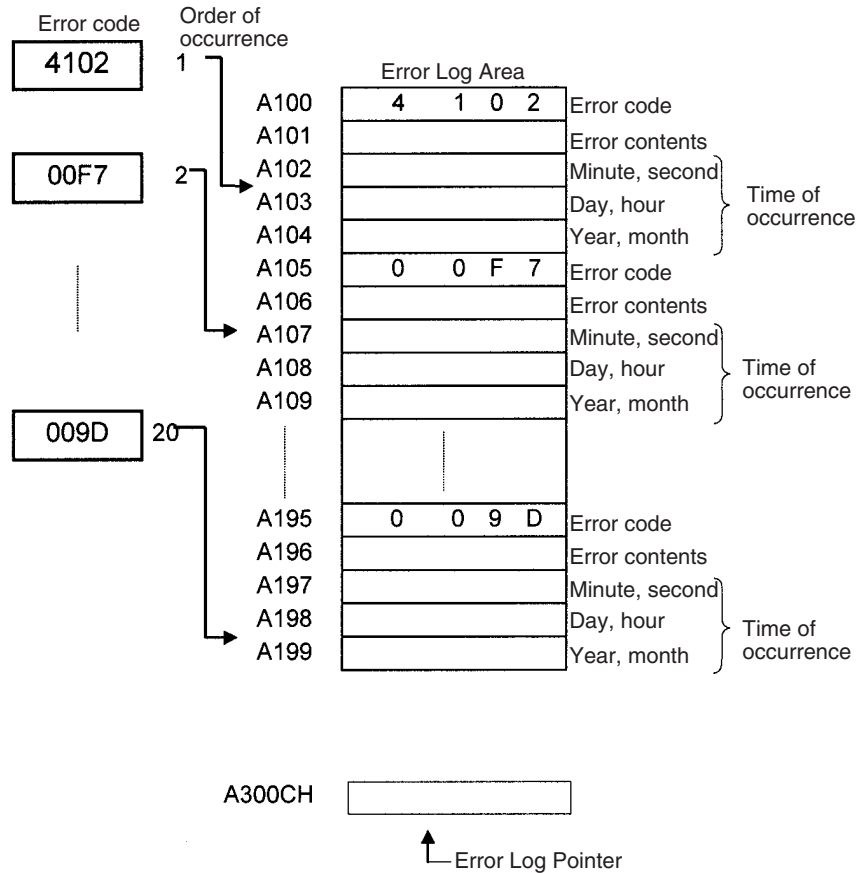 Error code
Order of
occurrence
4102 1
Error Log Area
A100 4 1 0 2 Error code
A101 Error contents
00F7 2
A102 Minute, second
A103 Day, hour
A104 Year, month
Time of
occurrence
A105 0 0 F 7 Error code
A106 Error contents
A107 Minute, second
A108 Day, hour
A109 Year, month
Time of
occurrence
009D 20
A195 0 0 9 D Error code
A196 Error contents
A197 Minute, second
A198 Day, hour
A199 Year, month
Time of
occurrence
A300CH
Error Log Pointer